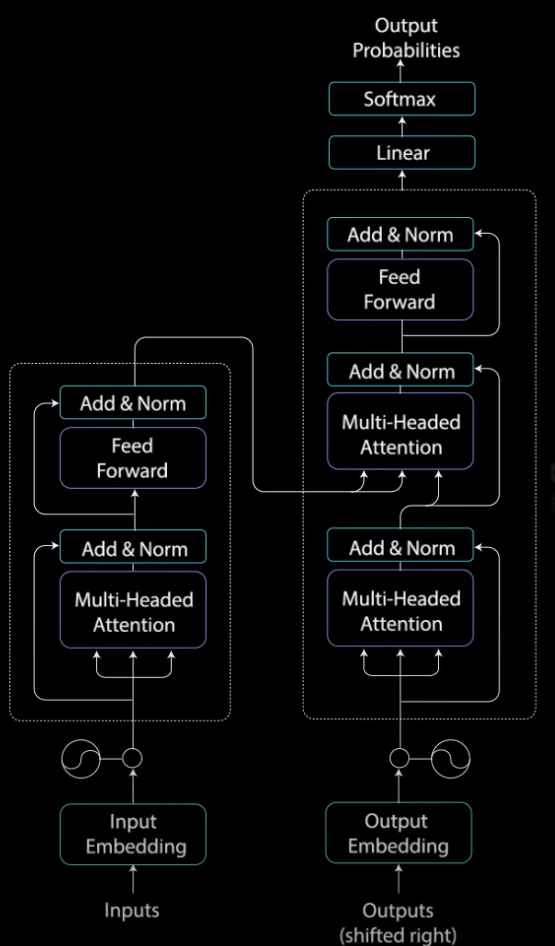 Output
Probabilities
Softmax
Linear
Add & Norm
Feed
Forward
Add & Norm
Multi-Headed
Attention
Add & Norm
Multi-Headed
Attention
Output
Embedding
Outputs
(shifted right)
Add & Norm
Feed
Forward
Add & Norm
Multi-Headed
Attention
Input
Embedding
Inputs